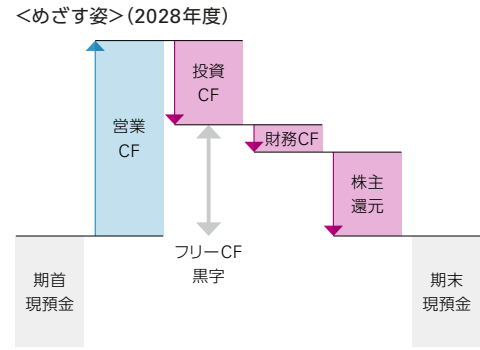 <めざす姿>(2028年度)
投資
CF
営業
CF
財務CF
株主
還元
フリーCF
黒字
期首
現預金
期末
現預金